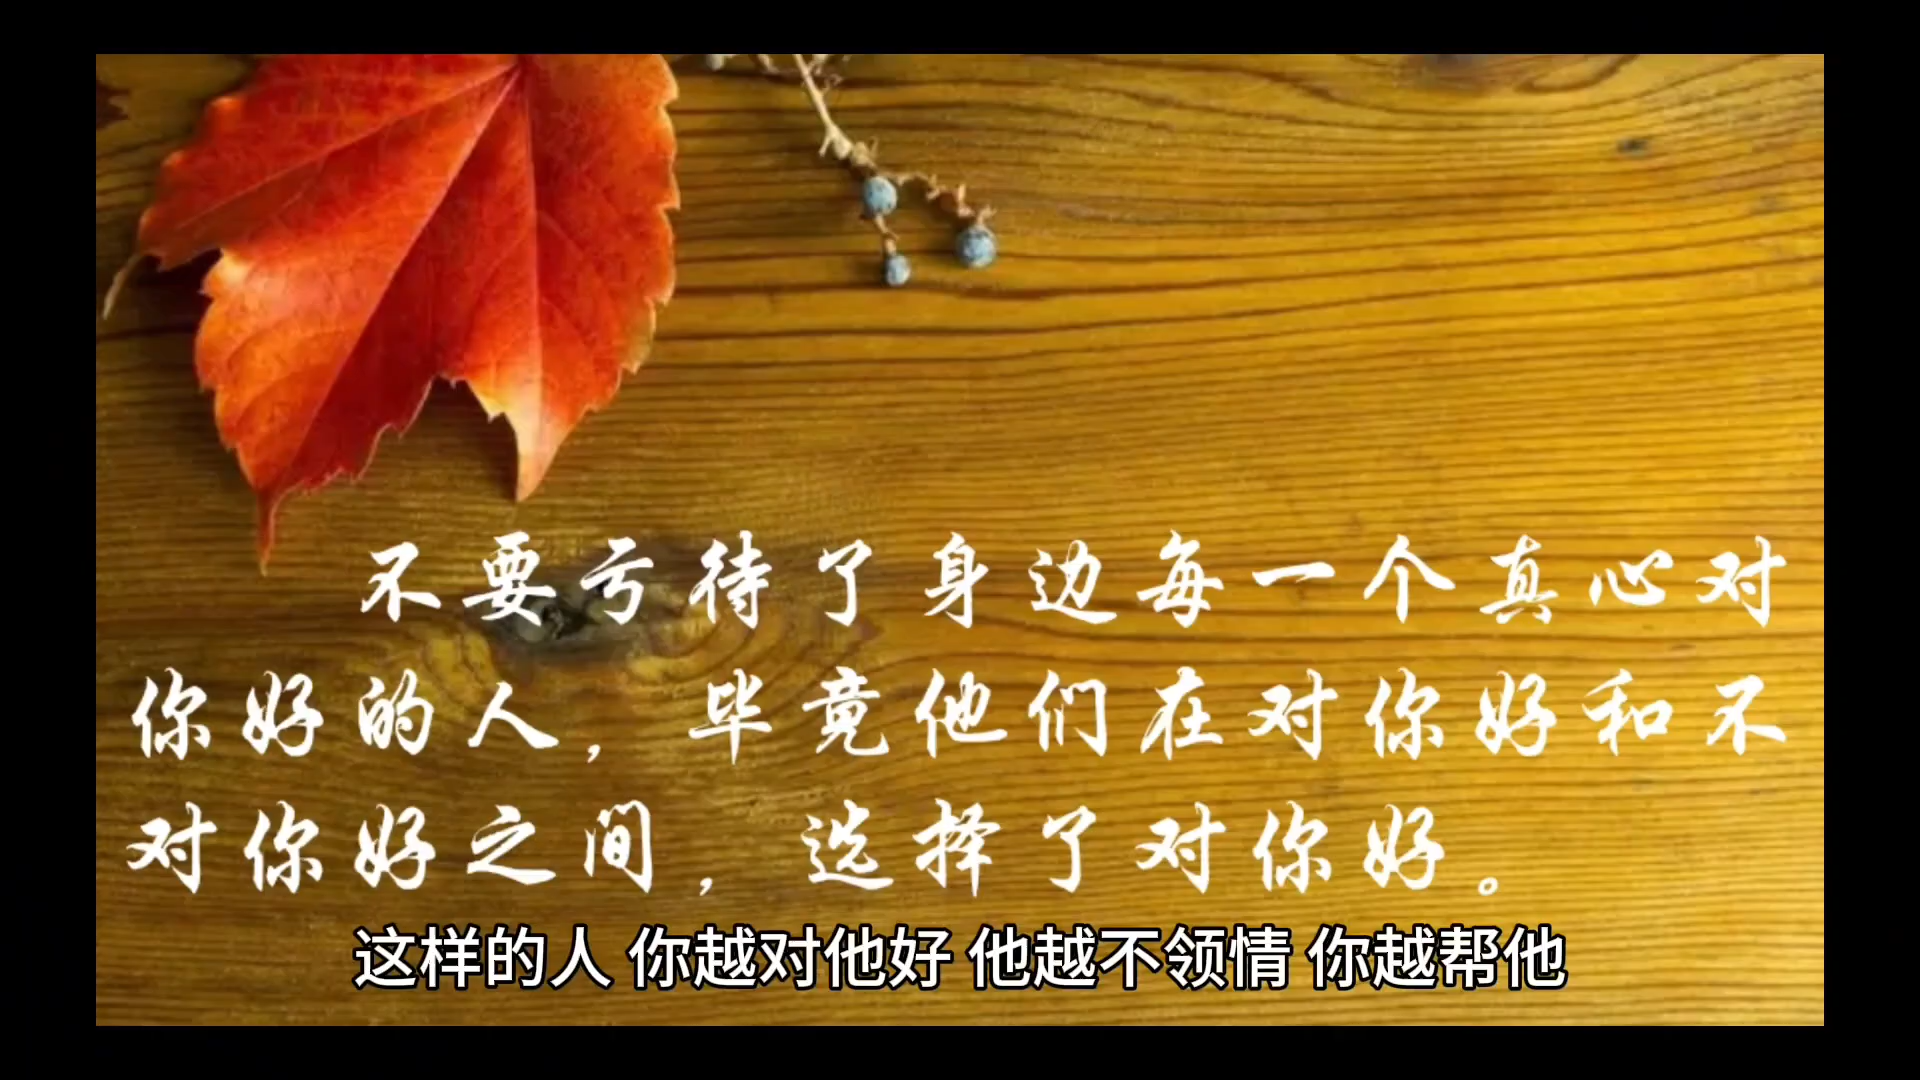 不要亏待了身边每一个真心对
你好的人，毕竟他们在对你好和不
对你好之间，选择了对你好。
这样的人 你越对他好 他越不领情 你越帮他